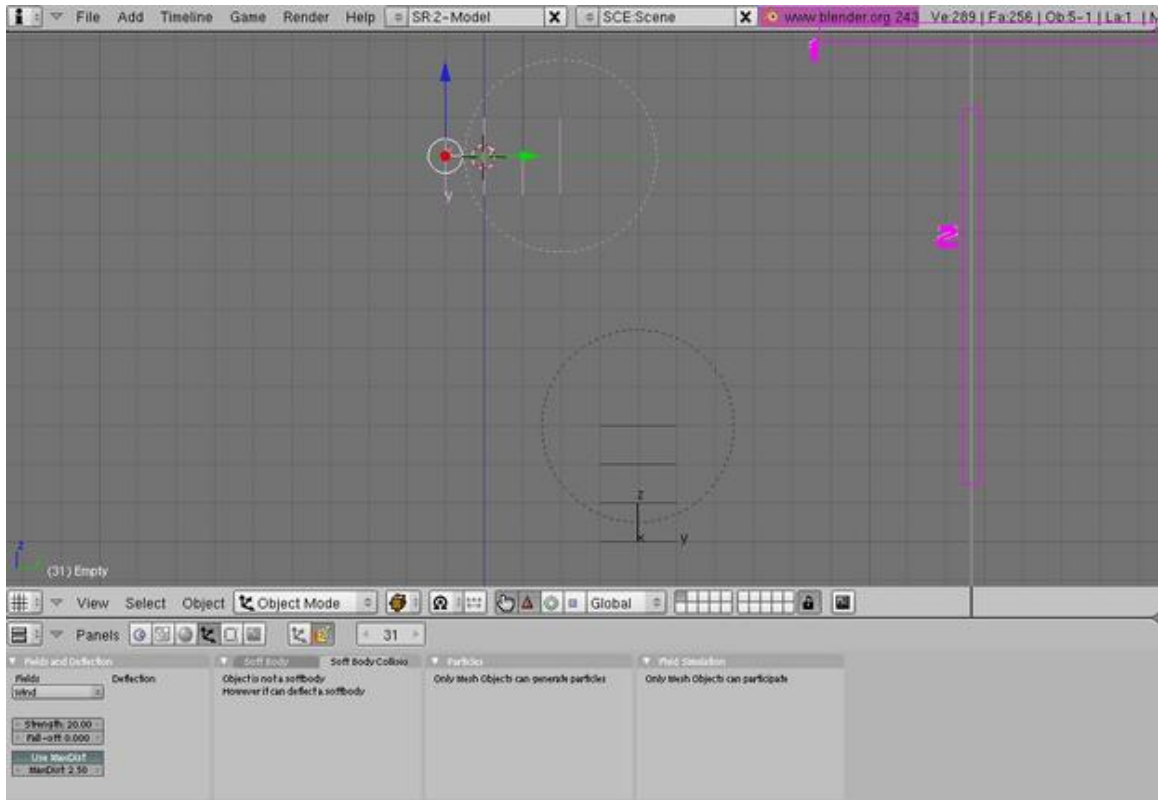 File Add Timeline Game Render Help SR:2-Model X SCE:Scene X www.blender.org 243 Ve:289 | Fa:256 | Ob:5-1 | La:1 | M
1
y
2
z
y
x
z
(31) Empty
View Select Object Object Mode Global
Panels 31
Fields and Deflection Soft Body Soft Body Collisio Particles Fluid Simulation
Fields Deflection Object is not a softbody Only Mesh Objects can generate particles Only Mesh Objects can participate
Wind However it can deflect a softbody
Strength: 20.00
Fall-off 0.000
Use MaxDist
MaxDist 2.50